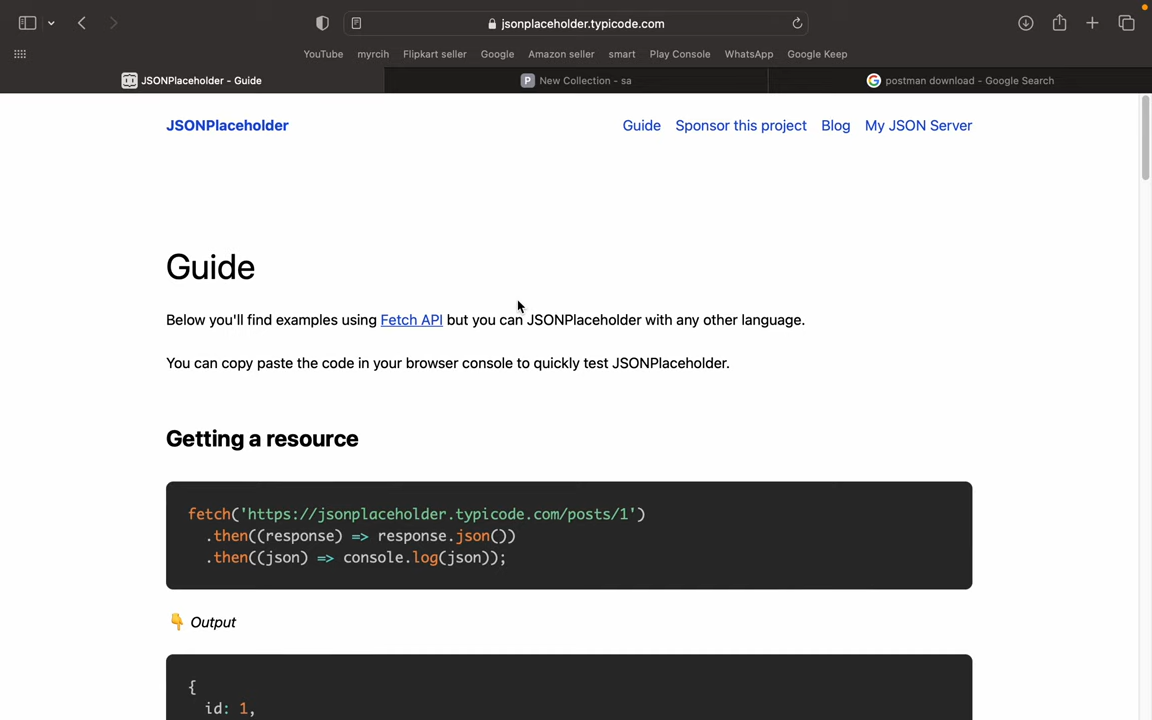 jsonplaceholder.typicode.com
YouTube myrcih Flipkart seller Google Amazon seller smart Play Console WhatsApp Google Keep
JSONPlaceholder - Guide
P New Collection - sa
postman download - Google Search
JSONPlaceholder
Guide Sponsor this project Blog My JSON Server
Guide
Below you'll find examples using Fetch API but you can JSONPlaceholder with any other language.
You can copy paste the code in your browser console to quickly test JSONPlaceholder.
Getting a resource
fetch('https://jsonplaceholder.typicode.com/posts/1')
.then((response) => response.json())
.then((json) => console.log(json));
👇 Output
{
id: 1,